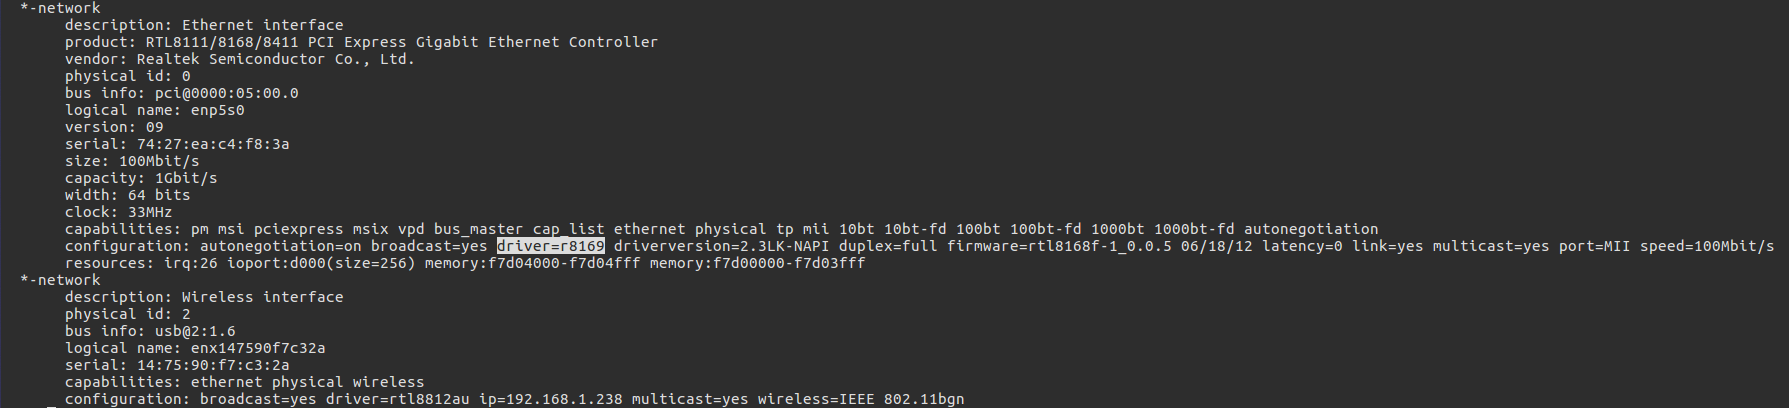 *-network
description: Ethernet interface
product: RTL8111/8168/8411 PCI Express Gigabit Ethernet Controller
vendor: Realtek Semiconductor Co., Ltd.
physical id: 0
bus info: pci@0000:05:00.0
logical name: enp5s0
version: 09
serial: 74:27:ea:c4:f8:3a
size: 100Mbit/s
capacity: 1Gbit/s
width: 64 bits
clock: 33MHz
capabilities: pm msi pciexpress msix vpd bus_master cap_list ethernet physical tp mii 10bt 10bt-fd 100bt 100bt-fd 1000bt 1000bt-fd autonegotiation
configuration: autonegotiation=on broadcast=yes driver=r8169 driverversion=2.3LK-NAPI duplex=full firmware=rtl8168f-1_0.0.5 06/18/12 latency=0 link=yes multicast=yes port=MII speed=100Mbit/s
resources: irq:26 ioport:d000(size=256) memory:f7d04000-f7d04fff memory:f7d00000-f7d03fff
*-network
description: Wireless interface
physical id: 2
bus info: usb@2:1.6
logical name: enx147590f7c32a
serial: 14:75:90:f7:c3:2a
capabilities: ethernet physical wireless
configuration: broadcast=yes driver=rtl8812au ip=192.168.1.238 multicast=yes wireless=IEEE 802.11bgn